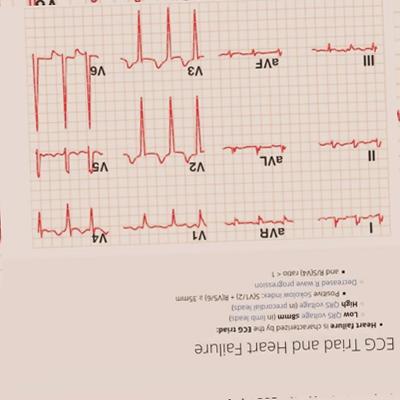 ECG Triad and Heart Failure
• Heart failure is characterized by the ECG triad:
Low QRS voltage ≤8mm (in limb leads)
High QRS voltage (in precordial leads)
• Positive Sokolow index: S(V1/2) + R(V6/5) ≥ 35mm
Decreased R wave progression
• and R/S(V4) ratio < 1
I aVR V1 V4
II aVL V2 V5
III aVF V3 V6